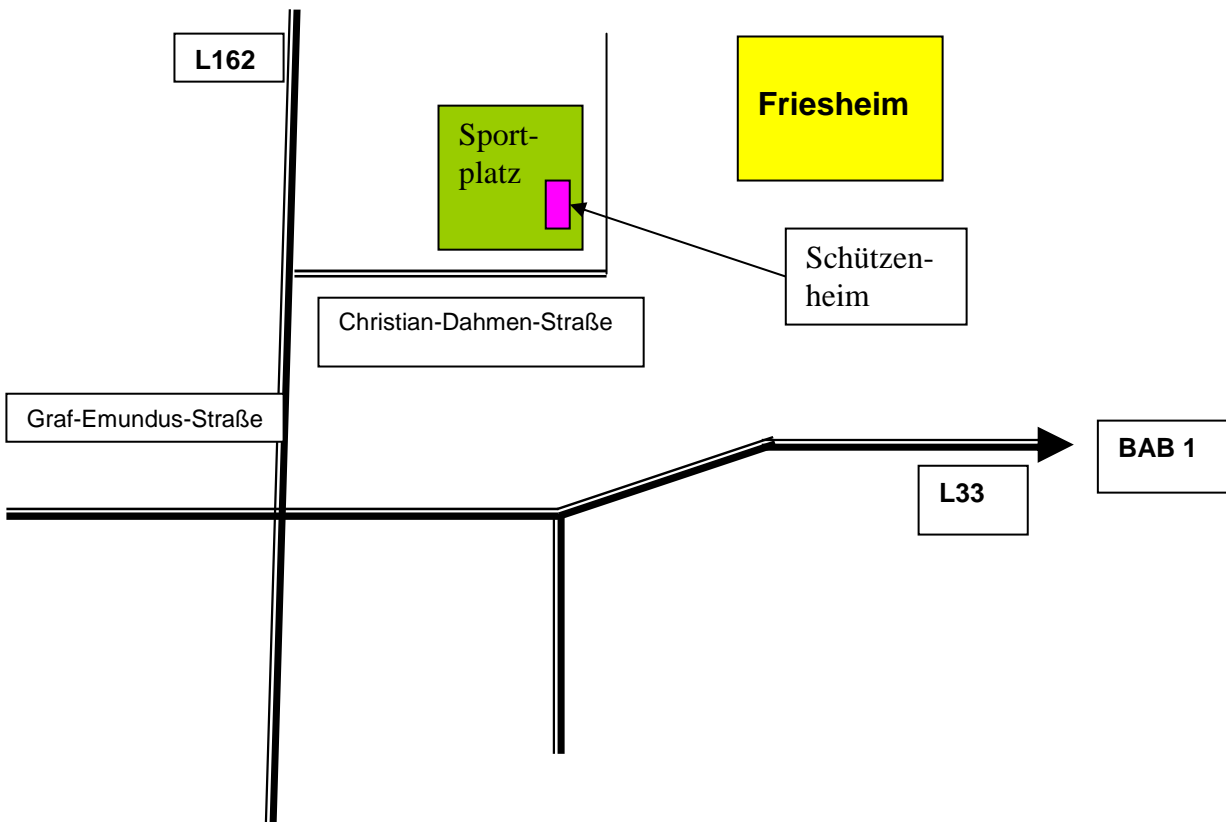 L162
Sport-
platz
Friesheim
Schützen-
heim
Christian-Dahmen-Straße
Graf-Emundus-Straße
BAB 1
L33